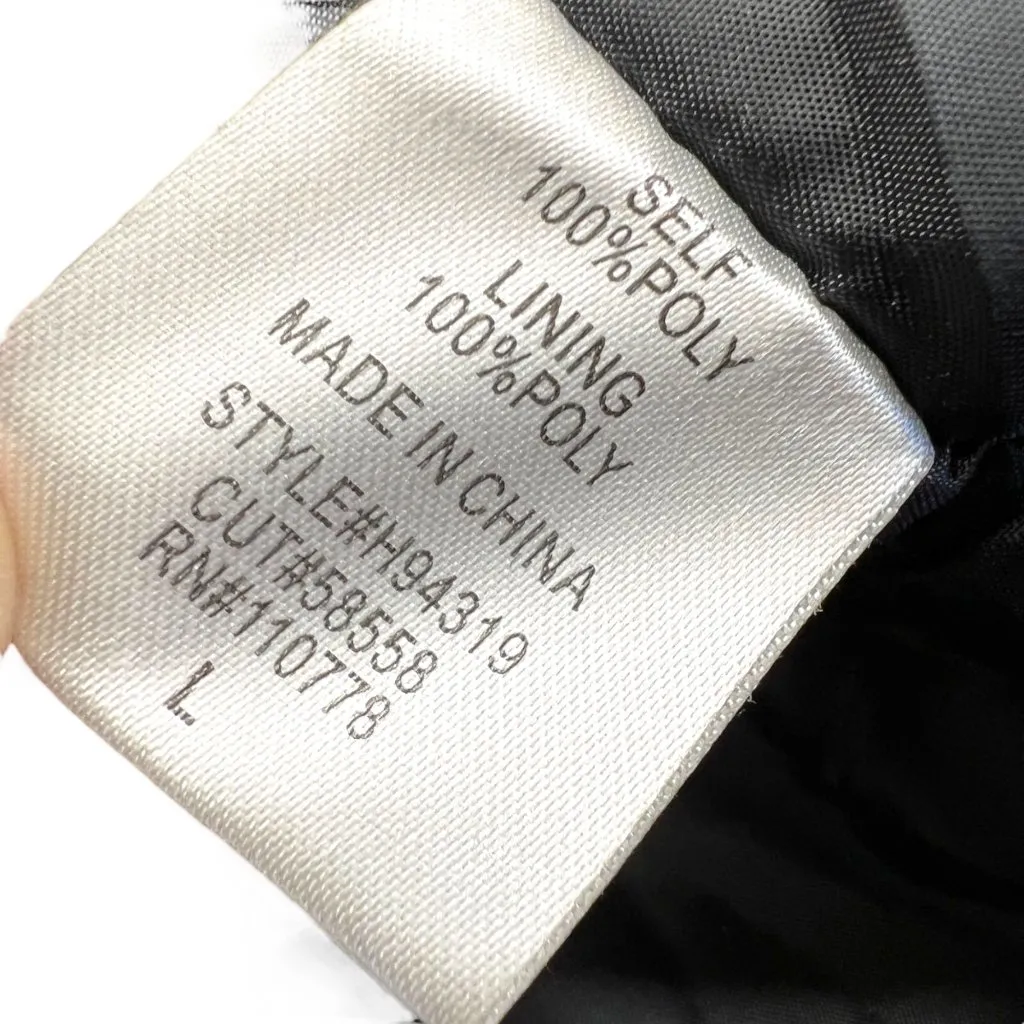 SELF
100%POLY
LINING
100%POLY
MADE IN CHINA
STYLE#H94319
CUT#58558
RN#110778
L